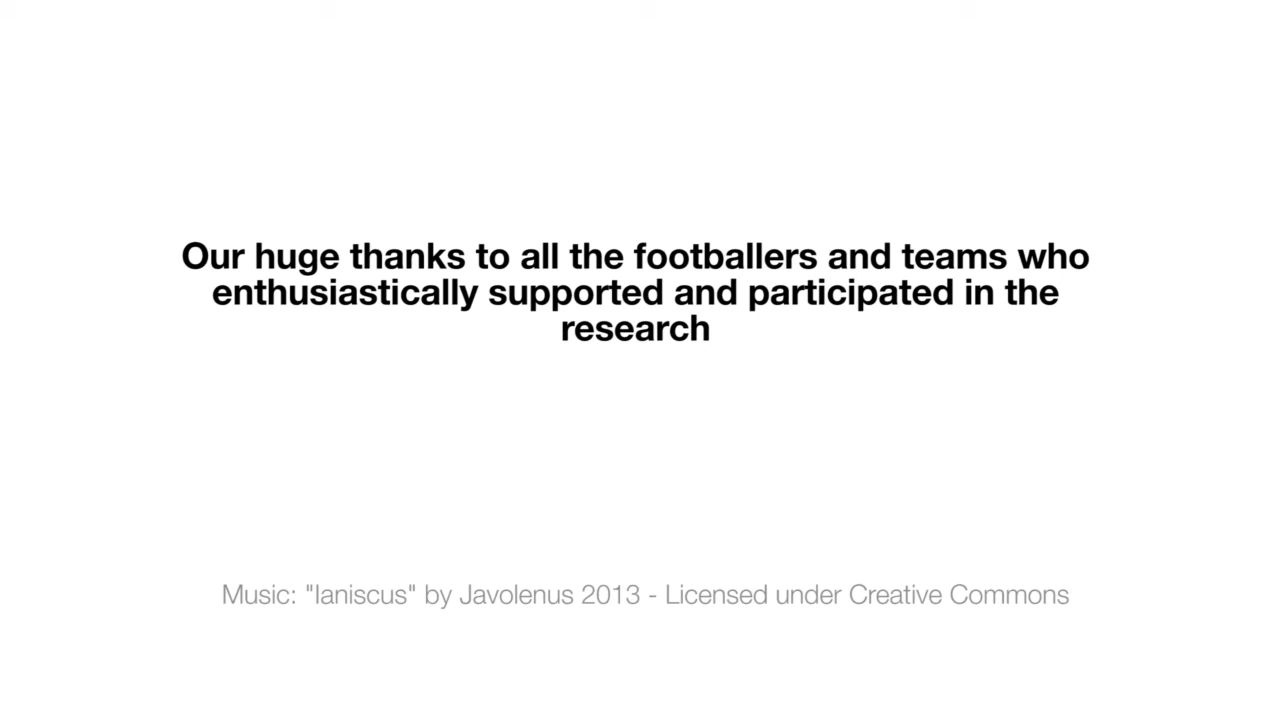 Our huge thanks to all the footballers and teams who
enthusiastically supported and participated in the
research
Music: "Ianiscus" by Javolenus 2013 - Licensed under Creative Commons